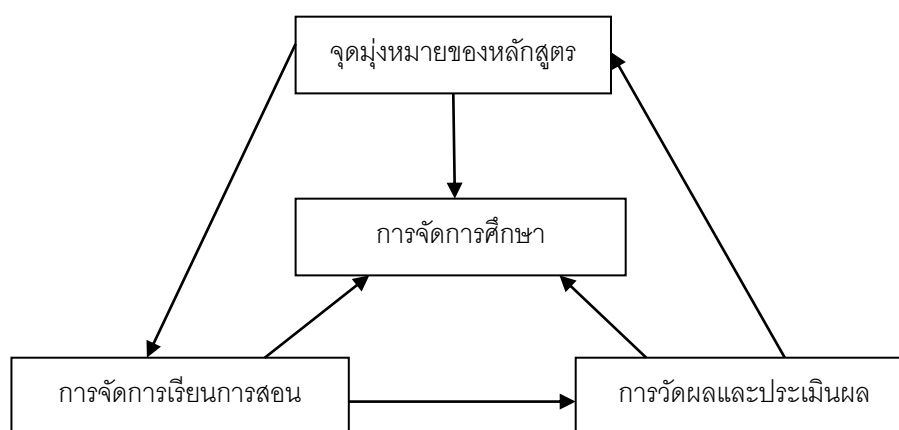 จุดมุ่งหมายของหลักสูตร
การจัดการศึกษา
การจัดการเรียนการสอน
การวัดผลและประเมินผล